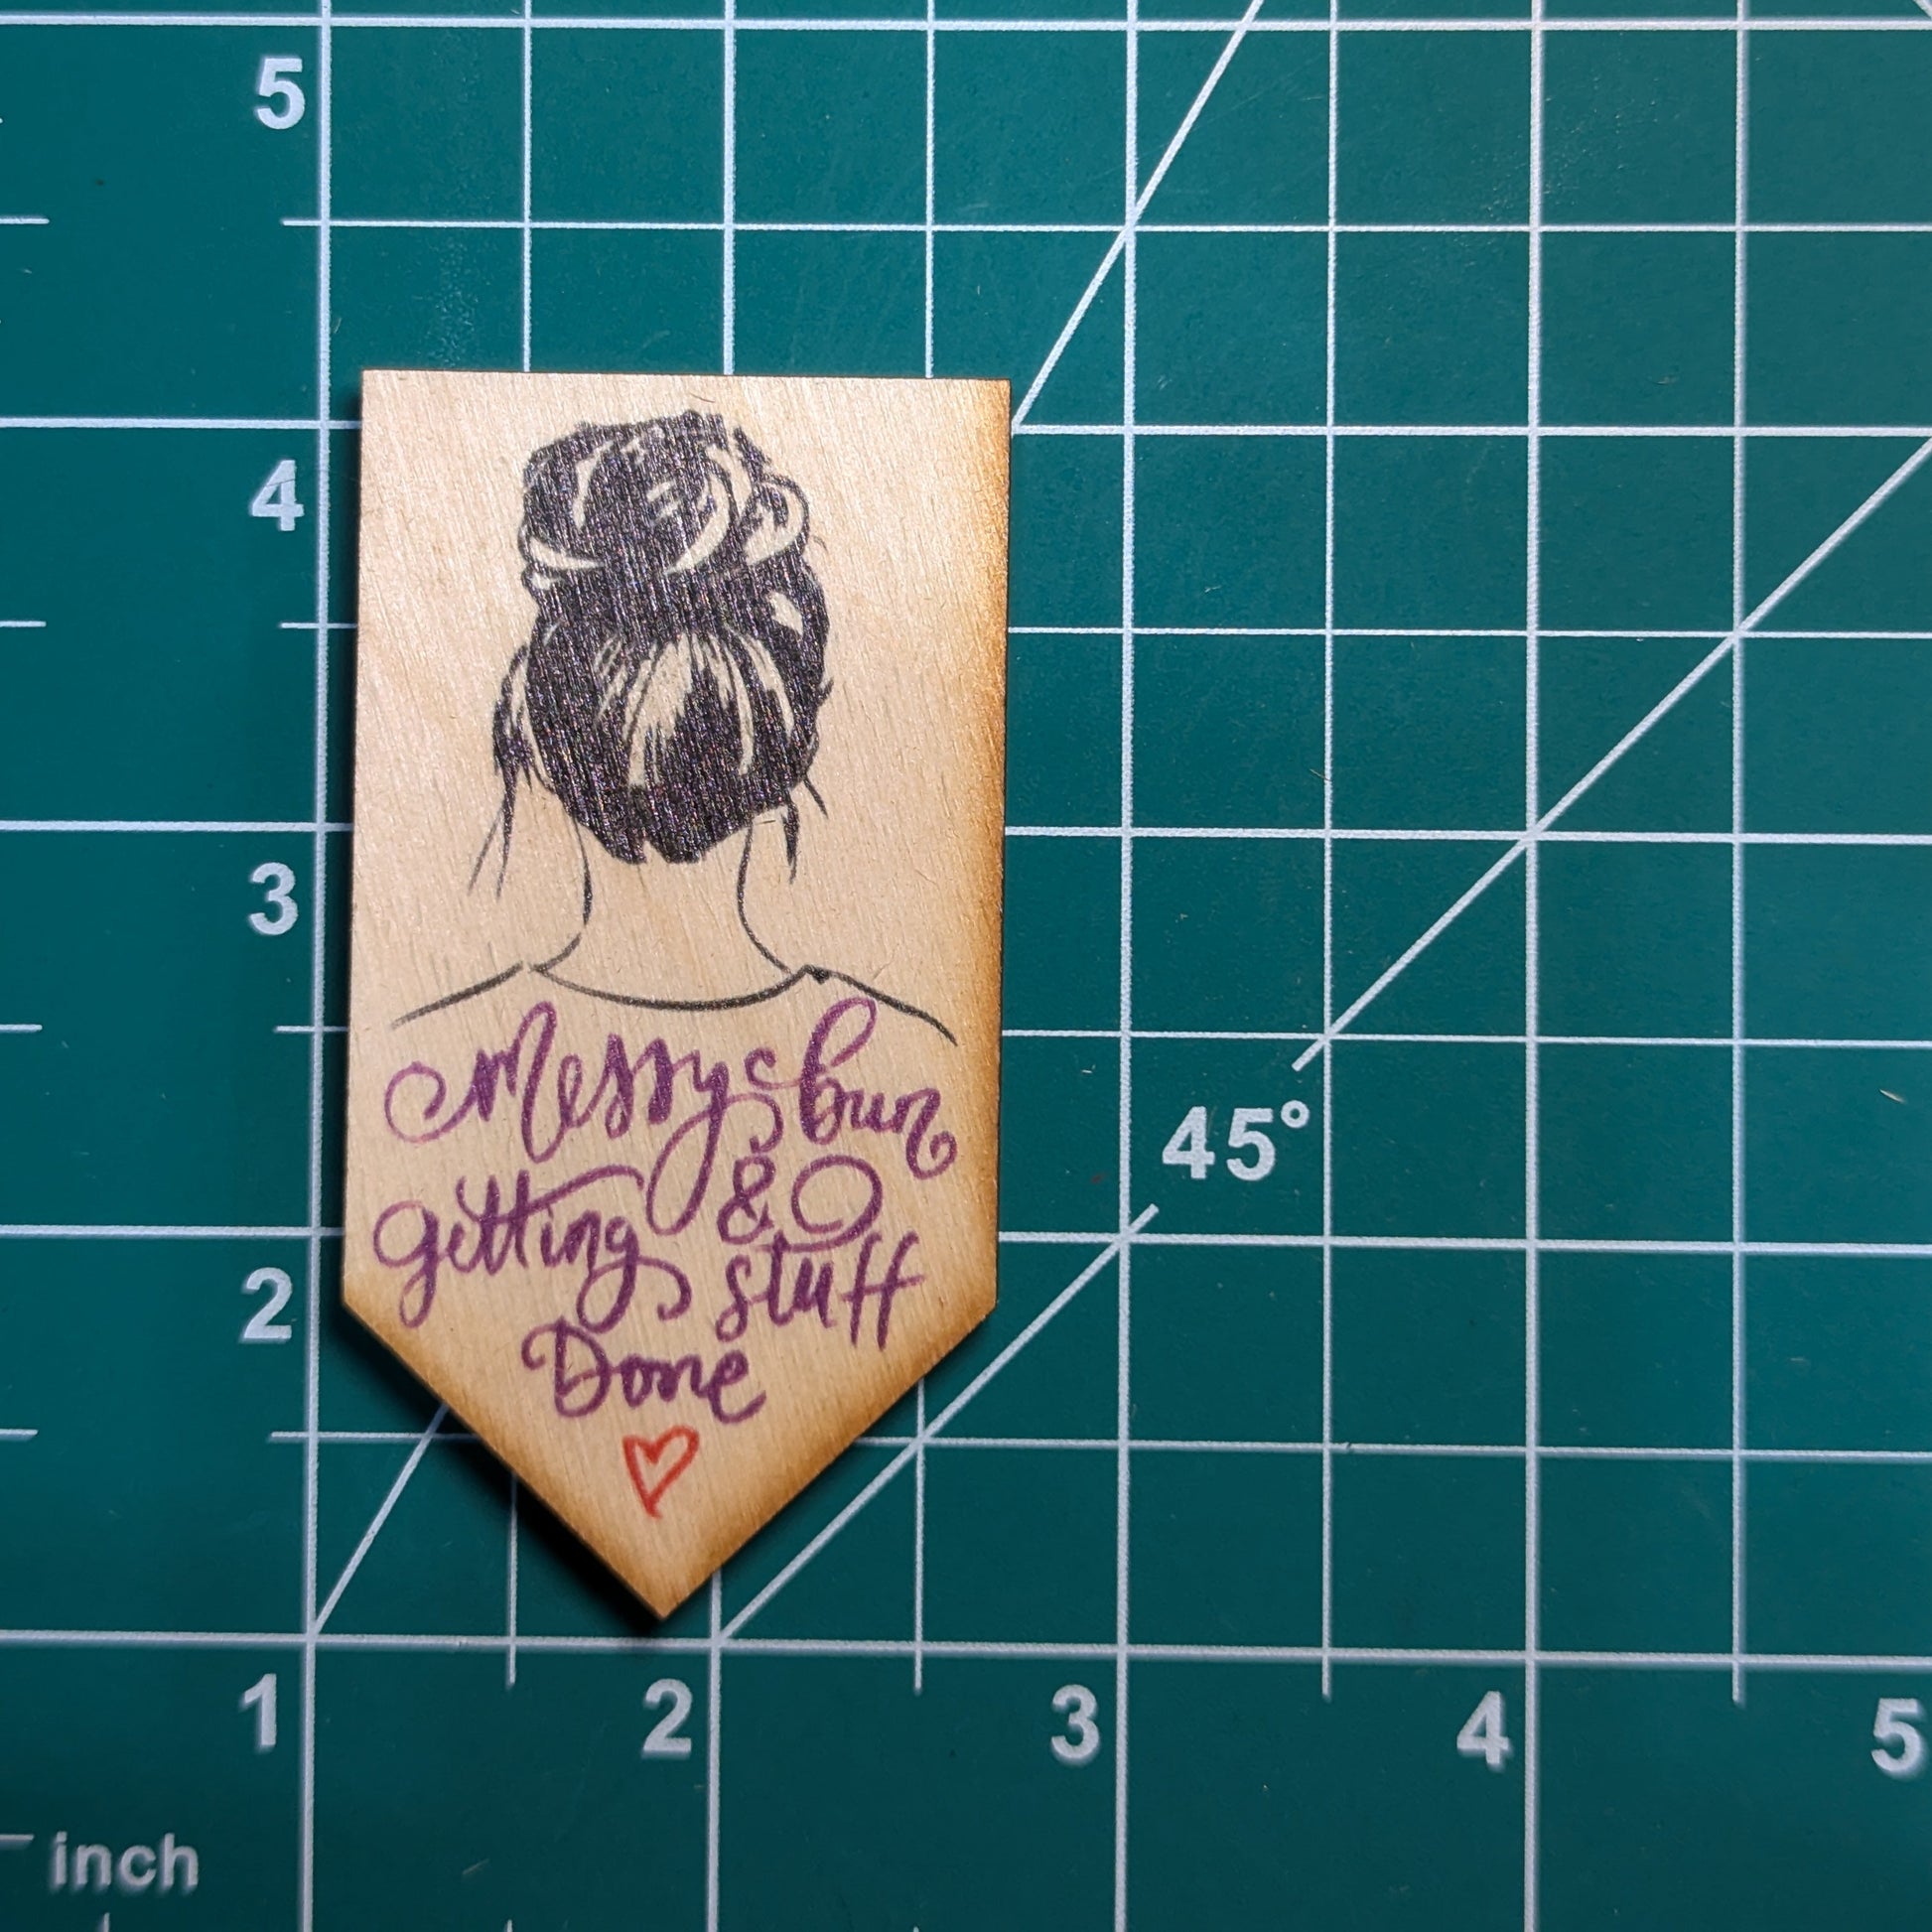 5
4
3
2
1 2 3 4 5
45°
inch
Messy bun
&
getting stuff
Done